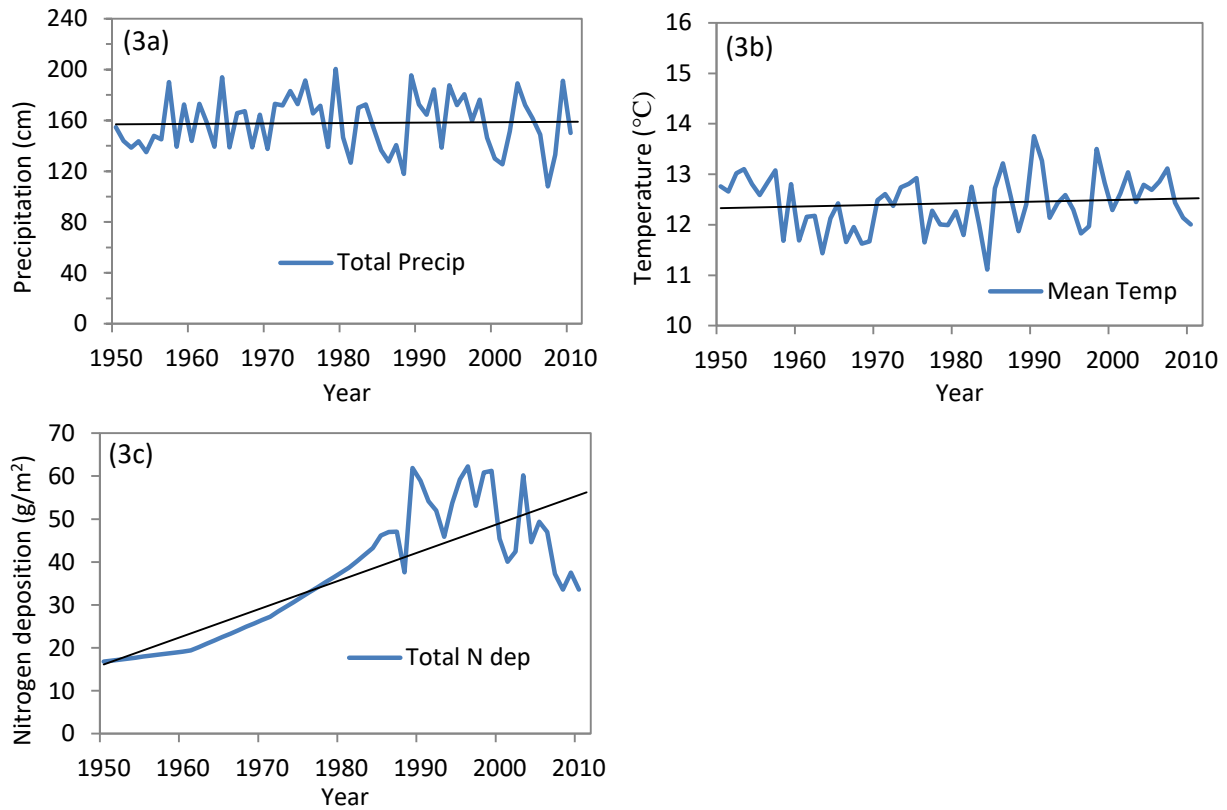 (3a)
Precipitation (cm)
240
200
160
120
80
40
0
Total Precip
1950 1960 1970 1980 1990 2000 2010
Year
(3b)
Temperature (°C)
16
15
14
13
12
11
10
Mean Temp
1950 1960 1970 1980 1990 2000 2010
Year
(3c)
Nitrogen deposition (g/m²)
70
60
50
40
30
20
10
0
Total N dep
1950 1960 1970 1980 1990 2000 2010
Year